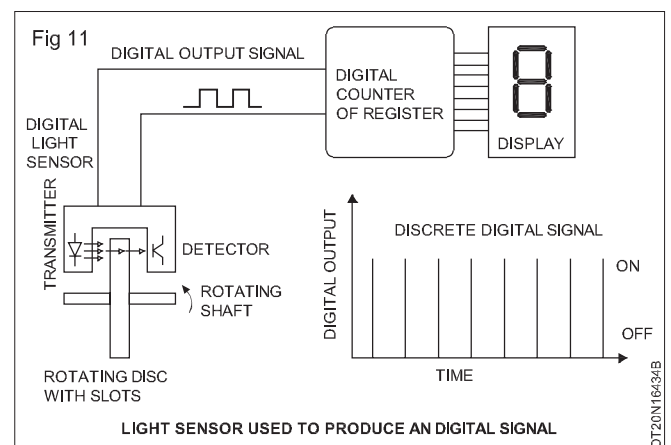 Fig 11
DIGITAL OUTPUT SIGNAL
DIGITAL
COUNTER
OF REGISTER
DISPLAY
DIGITAL
LIGHT
SENSOR
TRANSMITTER
DETECTOR
ROTATING
SHAFT
ROTATING DISC
WITH SLOTS
DISCRETE DIGITAL SIGNAL
DIGITAL OUTPUT
ON
OFF
TIME
LIGHT SENSOR USED TO PRODUCE AN DIGITAL SIGNAL
DT20N16434B